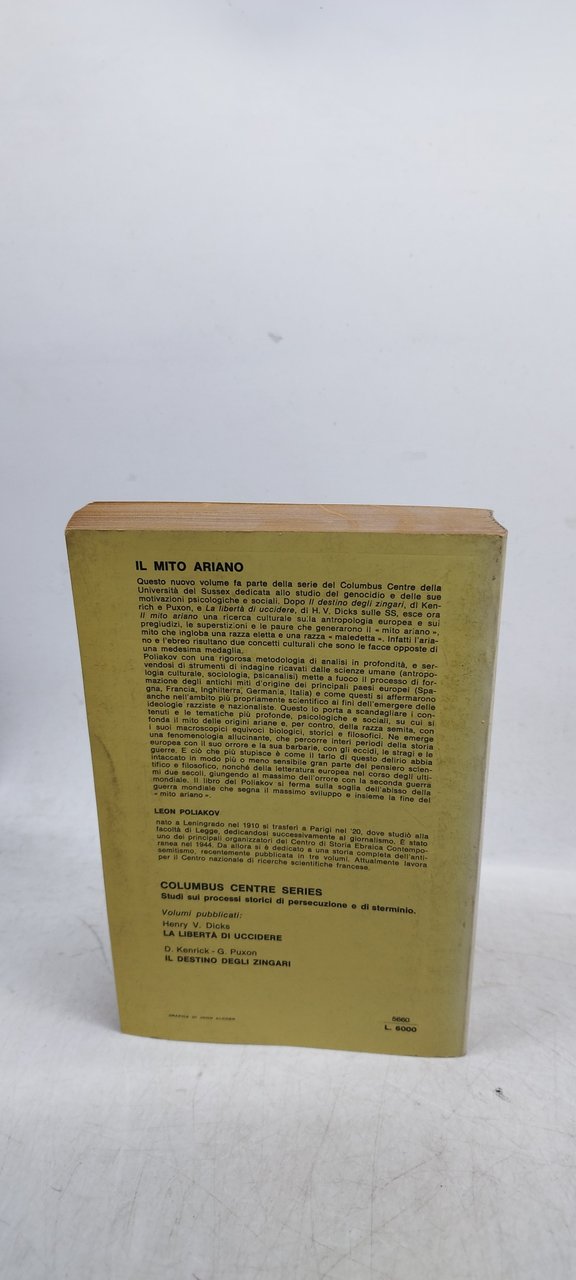 IL MITO ARIANO
Questo nuovo volume fa parte della serie del Columbus Centre della
Università del Sussex dedicata allo studio del genocidio e delle sue
motivazioni psicologiche e sociali. Dopo Il destino degli zingari, di Ken-
rich e Puxon, e La libertà di uccidere, di H. V. Dicks sulle SS, esce ora
Il mito ariano una ricerca culturale sulla antropologia europea e sui
pregiudizi, le superstizioni e le paure che generarono il « mito ariano »,
mito che ingloba una razza eletta e una razza « maledetta ». Infatti l'aria-
no e l'ebreo risultano due concetti culturali che sono le facce opposte di
una medesima medaglia.
Poliakov con una rigorosa metodologia di analisi in profondità, e ser-
vendosi di strumenti di indagine ricavati dalle scienze umane (antropo-
logia culturale, sociologia, psicanalisi) mette a fuoco il processo di for-
mazione degli antichi miti d'origine dei principali paesi europei (Spa-
gna, Francia, Inghilterra, Germania, Italia) e come questi si affermarono
anche nell'ambito più propriamente scientifico ai fini dell'emergere delle
ideologie razziste e nazionaliste. Questo lo porta a scandagliare i con-
tenuti e le tematiche più profonde, psicologiche e sociali, su cui si
fonda il mito delle origini ariane e, per contro, della razza semita, con
i suoi macroscopici equivoci biologici, storici e filosofici. Ne emerge
una fenomenologia allucinante, che percorre interi periodi della storia
europea con il suo orrore e la sua barbarie, con gli eccidi, le stragi e le
guerre. E ciò che più stupisce è come il tarlo di questo delirio abbia
intaccato in modo più o meno sensibile gran parte del pensiero scien-
tifico e filosofico, nonché della letteratura europea nel corso degli ulti-
mi due secoli, giungendo al massimo dell'orrore con la seconda guerra
mondiale. Il libro del Poliakov si ferma sulla soglia dell'abisso della
guerra mondiale che segna il massimo sviluppo e insieme la fine del
« mito ariano ».
LEON POLIAKOV
nato a Leningrado nel 1910 si trasferì a Parigi nel '20, dove studiò alla
facoltà di Legge, dedicandosi successivamente al giornalismo. È stato
uno dei principali organizzatori del Centro di Storia Ebraica Contempo-
ranea nel 1944. Da allora si è dedicato a una storia completa dell'anti-
semitismo, recentemente pubblicata in tre volumi. Attualmente lavora
per il Centro nazionale di ricerche scientifiche francese.
COLUMBUS CENTRE SERIES
Studi sui processi storici di persecuzione e di sterminio.
Volumi pubblicati:
Henry V. Dicks
LA LIBERTÀ DI UCCIDERE
D. Kenrick - G. Puxon
IL DESTINO DEGLI ZINGARI
GRAFICA DI JOHN ALCORN
5660
L. 6000